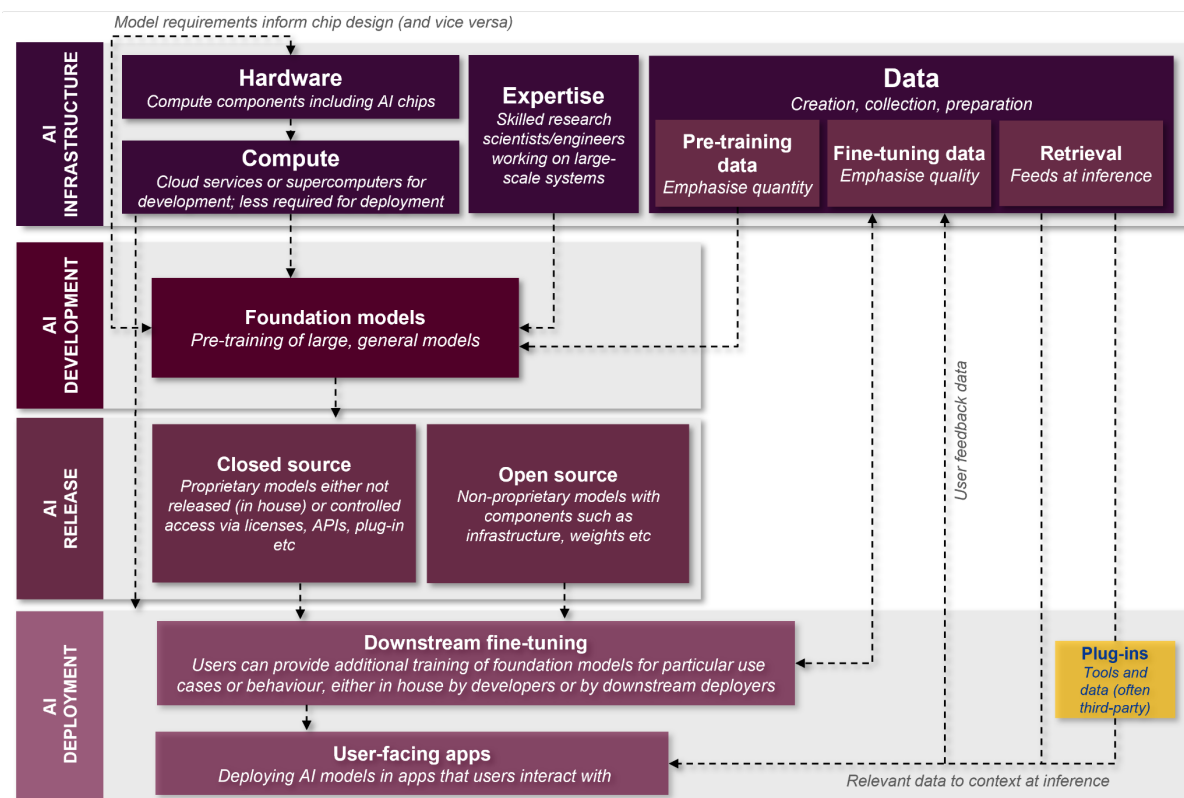 Model requirements inform chip design (and vice versa)
AI
INFRASTRUCTURE
Hardware
Compute components including AI chips
Compute
Cloud services or supercomputers for
development; less required for deployment
Expertise
Skilled research
scientists/engineers
working on large-
scale systems
Data
Creation, collection, preparation
Pre-training
data
Emphasise quantity
Fine-tuning data
Emphasise quality
Retrieval
Feeds at inference
AI
DEVELOPMENT
Foundation models
Pre-training of large, general models
AI
RELEASE
Closed source
Proprietary models either not
released (in house) or controlled
access via licenses, APIs, plug-in
etc
Open source
Non-proprietary models with
components such as
infrastructure, weights etc
User feedback data
AI
DEPLOYMENT
Downstream fine-tuning
Users can provide additional training of foundation models for particular use
cases or behaviour, either in house by developers or by downstream deployers
Plug-ins
Tools and
data (often
third-party)
User-facing apps
Deploying AI models in apps that users interact with
Relevant data to context at inference